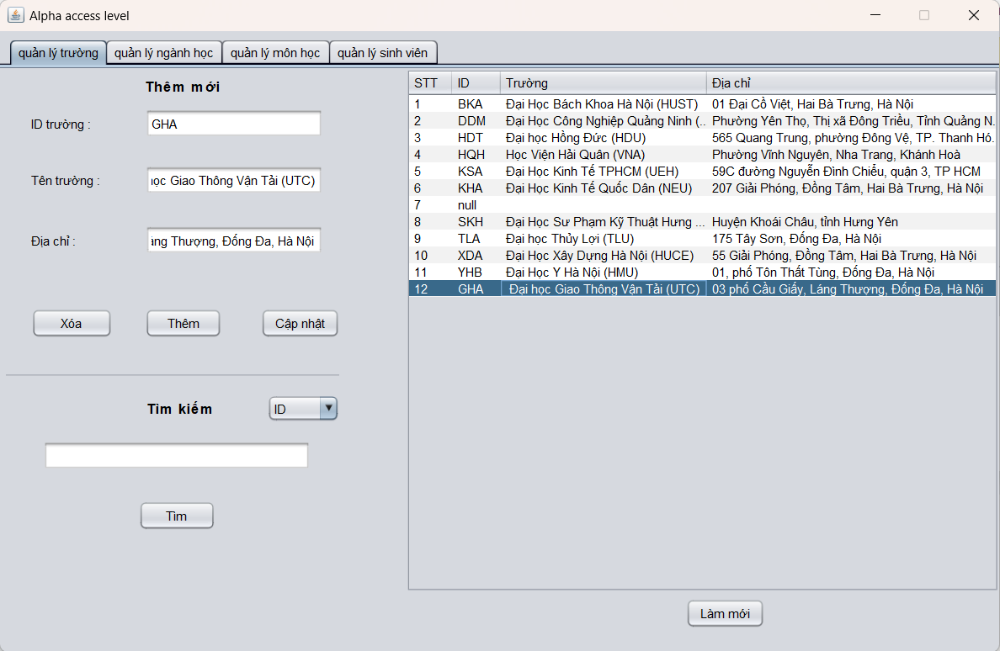 Alpha access level
quản lý trường quản lý ngành học quản lý môn học quản lý sinh viên
Thêm mới
ID trường : GHA
Tên trường : học Giao Thông Vận Tải (UTC)
Địa chỉ : áng Thượng, Đống Đa, Hà Nội
Xóa Thêm Cập nhật
Tìm kiếm ID
Tìm
STT ID Trường Địa chỉ
1 BKA Đại Học Bách Khoa Hà Nội (HUST) 01 Đại Cồ Việt, Hai Bà Trưng, Hà Nội
2 DDM Đại Học Công Nghiệp Quảng Ninh (... Phường Yên Thọ, Thị xã Đông Triều, Tỉnh Quảng N...
3 HDT Đại học Hồng Đức (HDU) 565 Quang Trung, phường Đông Vệ, TP. Thanh Hó...
4 HQH Học Viện Hải Quân (VNA) Phường Vĩnh Nguyên, Nha Trang, Khánh Hoà
5 KSA Đại Học Kinh Tế TPHCM (UEH) 59C đường Nguyễn Đình Chiểu, quận 3, TP HCM
6 KHA Đại Học Kinh Tế Quốc Dân (NEU) 207 Giải Phóng, Đồng Tâm, Hai Bà Trưng, Hà Nội
7 null
8 SKH Đại Học Sư Phạm Kỹ Thuật Hưng ... Huyện Khoái Châu, tỉnh Hưng Yên
9 TLA Đại học Thủy Lợi (TLU) 175 Tây Sơn, Đống Đa, Hà Nội
10 XDA Đại Học Xây Dựng Hà Nội (HUCE) 55 Giải Phóng, Đồng Tâm, Hai Bà Trưng, Hà Nội
11 YHB Đại Học Y Hà Nội (HMU) 01, phố Tôn Thất Tùng, Đống Đa, Hà Nội
12 GHA Đại học Giao Thông Vận Tải (UTC) 03 phố Cầu Giấy, Láng Thượng, Đống Đa, Hà Nội
Làm mới